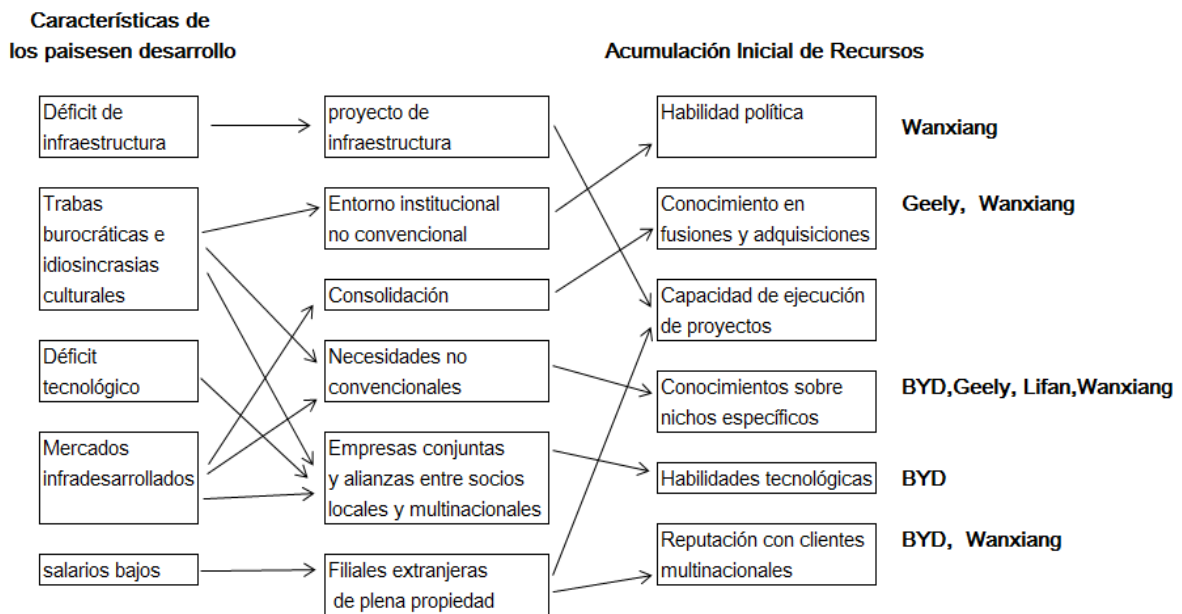 Características de
los paisesen desarrollo
Acumulación Inicial de Recursos
Déficit de
infraestructura
Trabas
burocráticas e
idiosincrasias
culturales
Déficit
tecnológico
Mercados
infradesarrollados
salarios bajos
proyecto de
infraestructura
Entorno institucional
no convencional
Consolidación
Necesidades no
convencionales
Empresas conjuntas
y alianzas entre socios
locales y multinacionales
Filiales extranjeras
de plena propiedad
Habilidad política
Wanxiang
Conocimiento en
fusiones y adquisiciones
Geely, Wanxiang
Capacidad de ejecución
de proyectos
Conocimientos sobre
nichos específicos
BYD,Geely, Lifan,Wanxiang
Habilidades tecnológicas
BYD
Reputación con clientes
multinacionales
BYD, Wanxiang